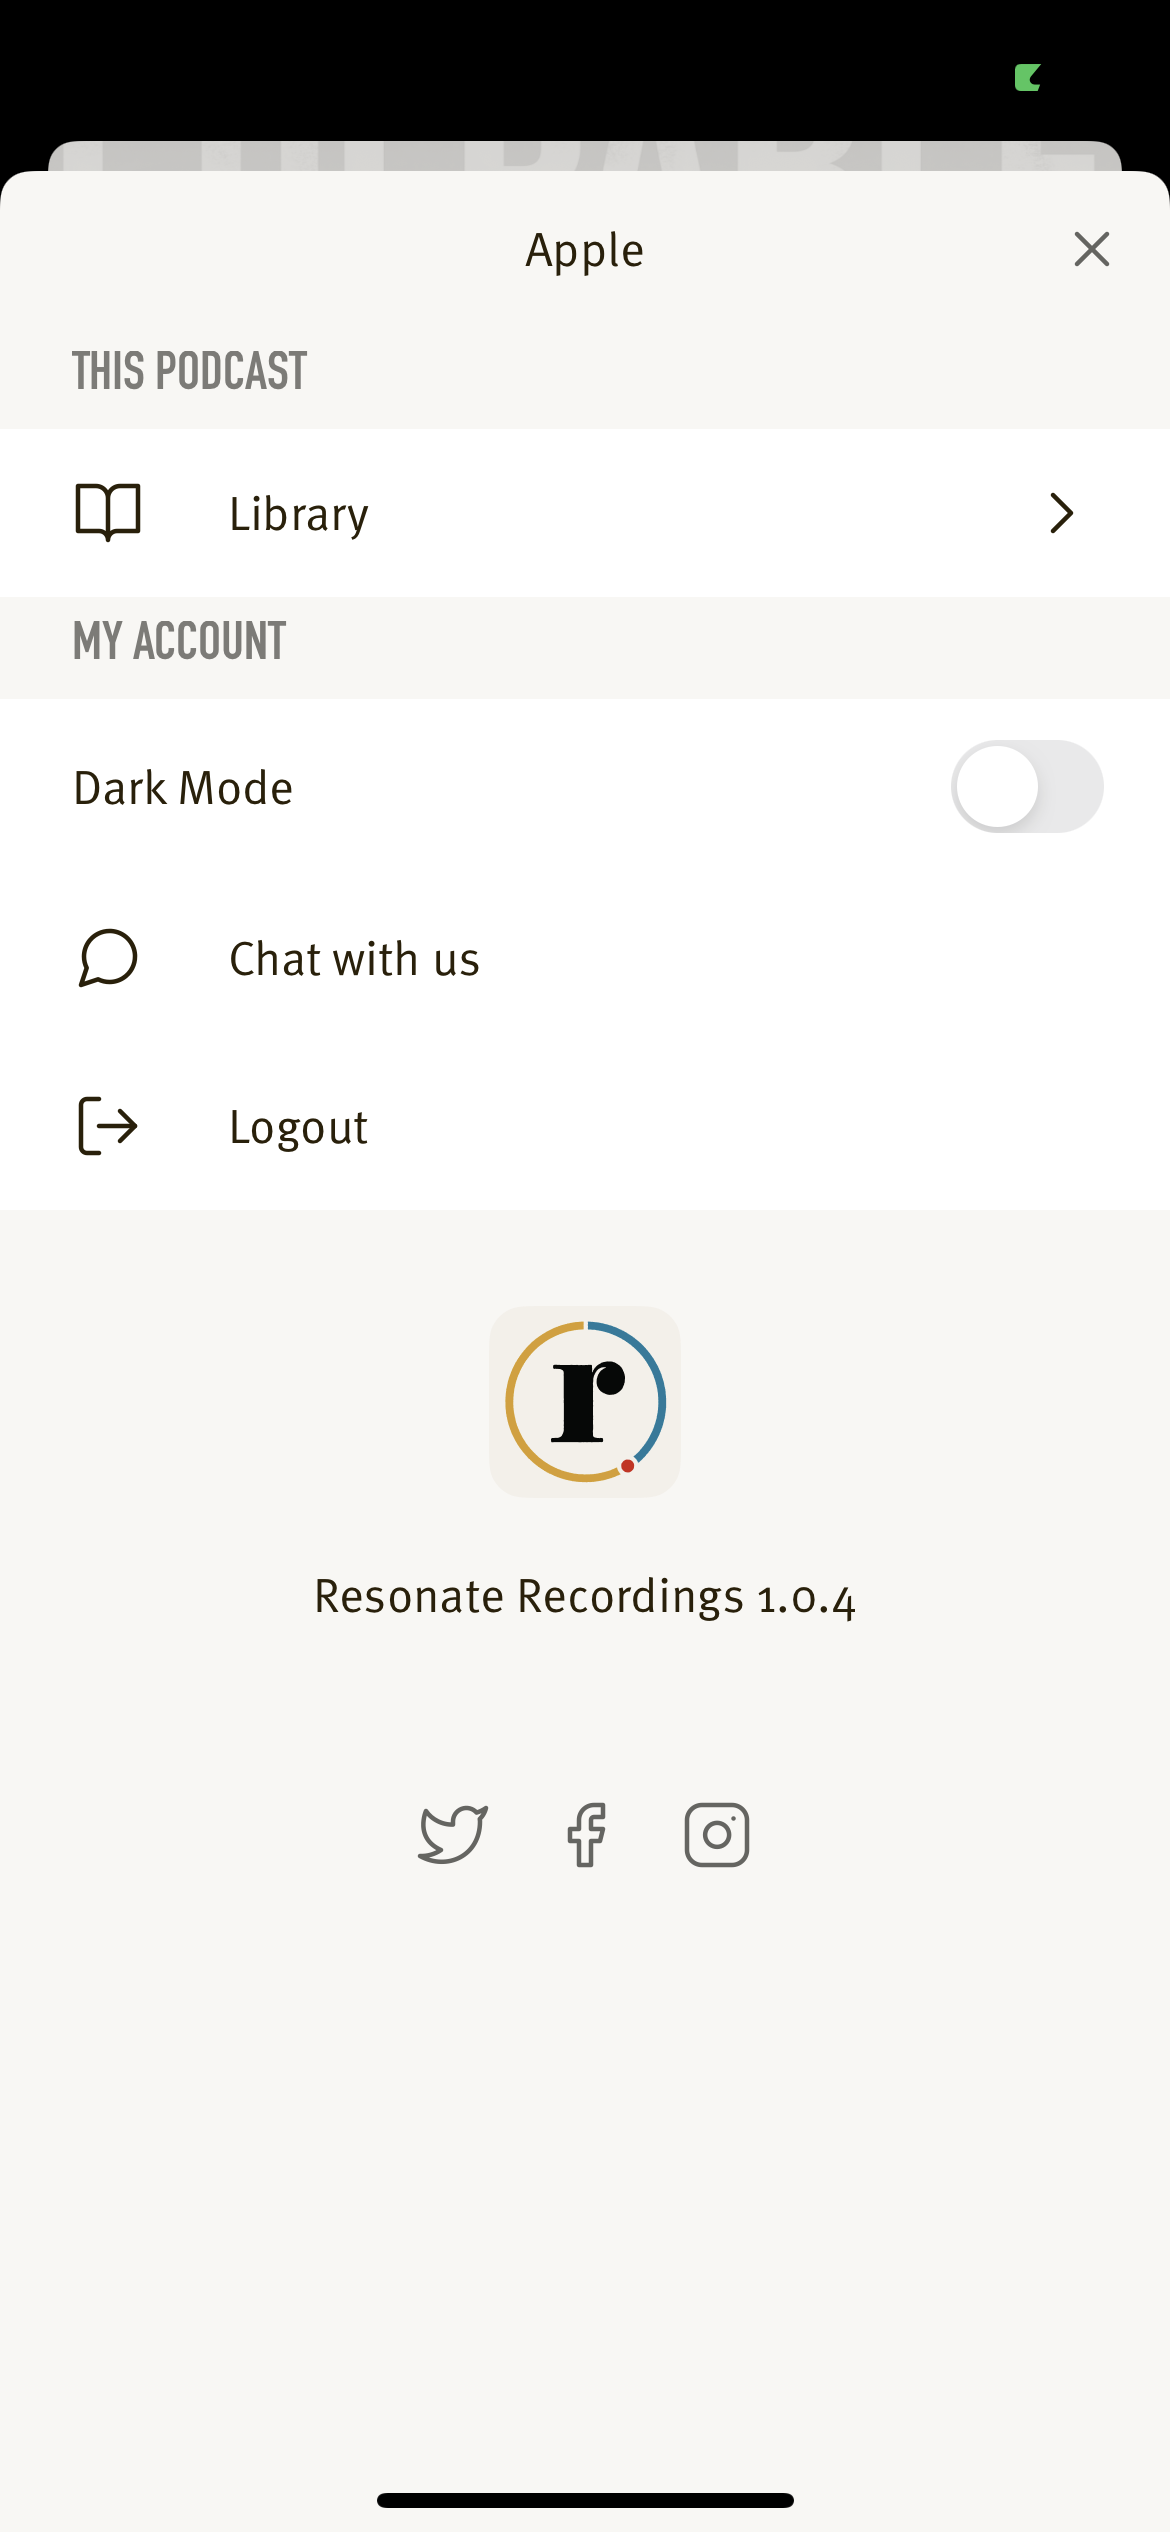 Apple
THIS PODCAST
Library
MY ACCOUNT
Dark Mode
Chat with us
Logout
r
Resonate Recordings 1.0.4